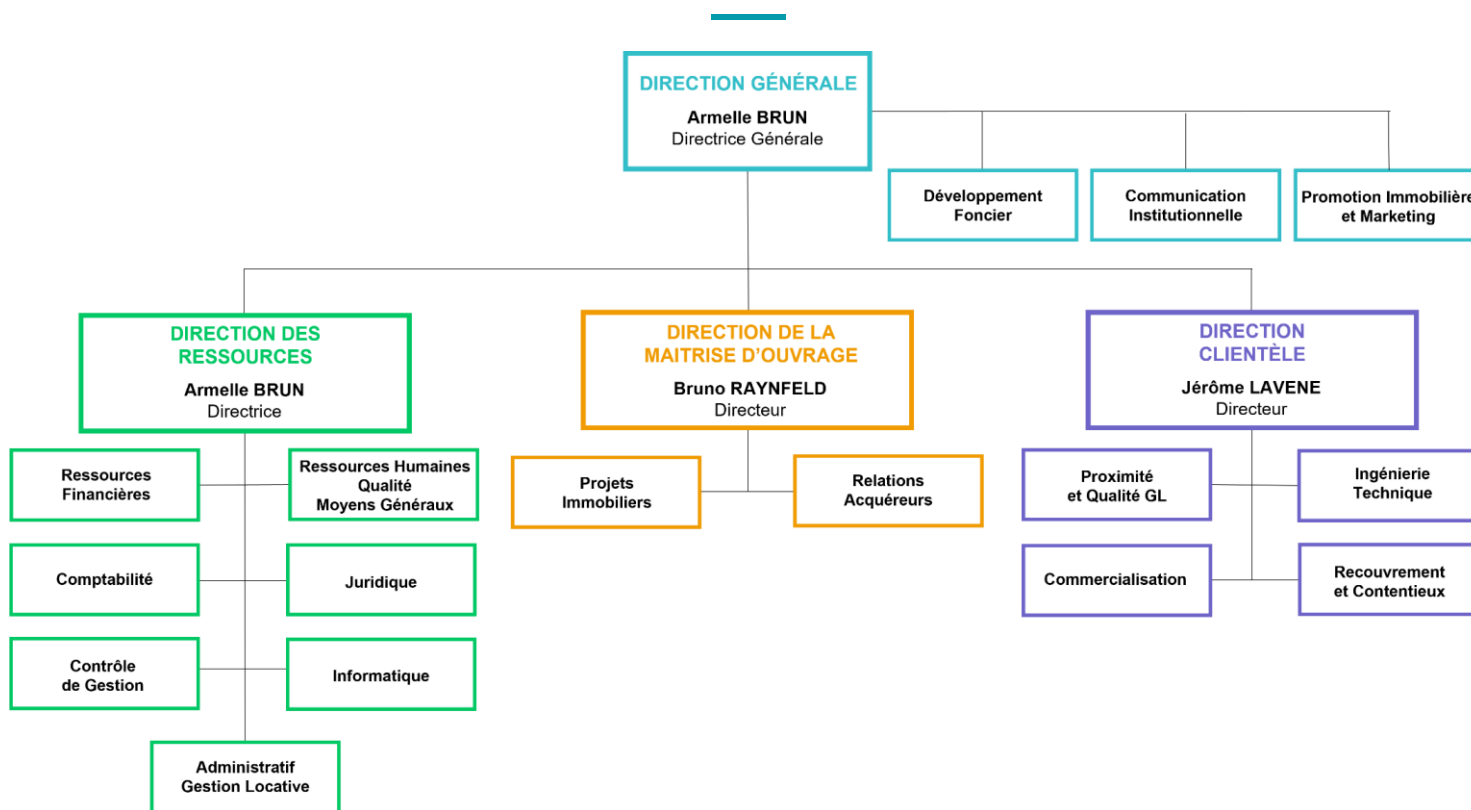 DIRECTION GÉNÉRALE
Armelle BRUN
Directrice Générale
Développement
Foncier
Communication
Institutionnelle
Promotion Immobilière
et Marketing
DIRECTION DES
RESSOURCES
Armelle BRUN
Directrice
DIRECTION DE LA
MAITRISE D'OUVRAGE
Bruno RAYNFELD
Directeur
DIRECTION
CLIENTÈLE
Jérôme LAVENE
Directeur
Ressources
Financières
Ressources Humaines
Qualité
Moyens Généraux
Comptabilité
Juridique
Contrôle
de Gestion
Informatique
Administratif
Gestion Locative
Projets
Immobiliers
Relations
Acquéreurs
Proximité
et Qualité GL
Ingénierie
Technique
Commercialisation
Recouvrement
et Contentieux